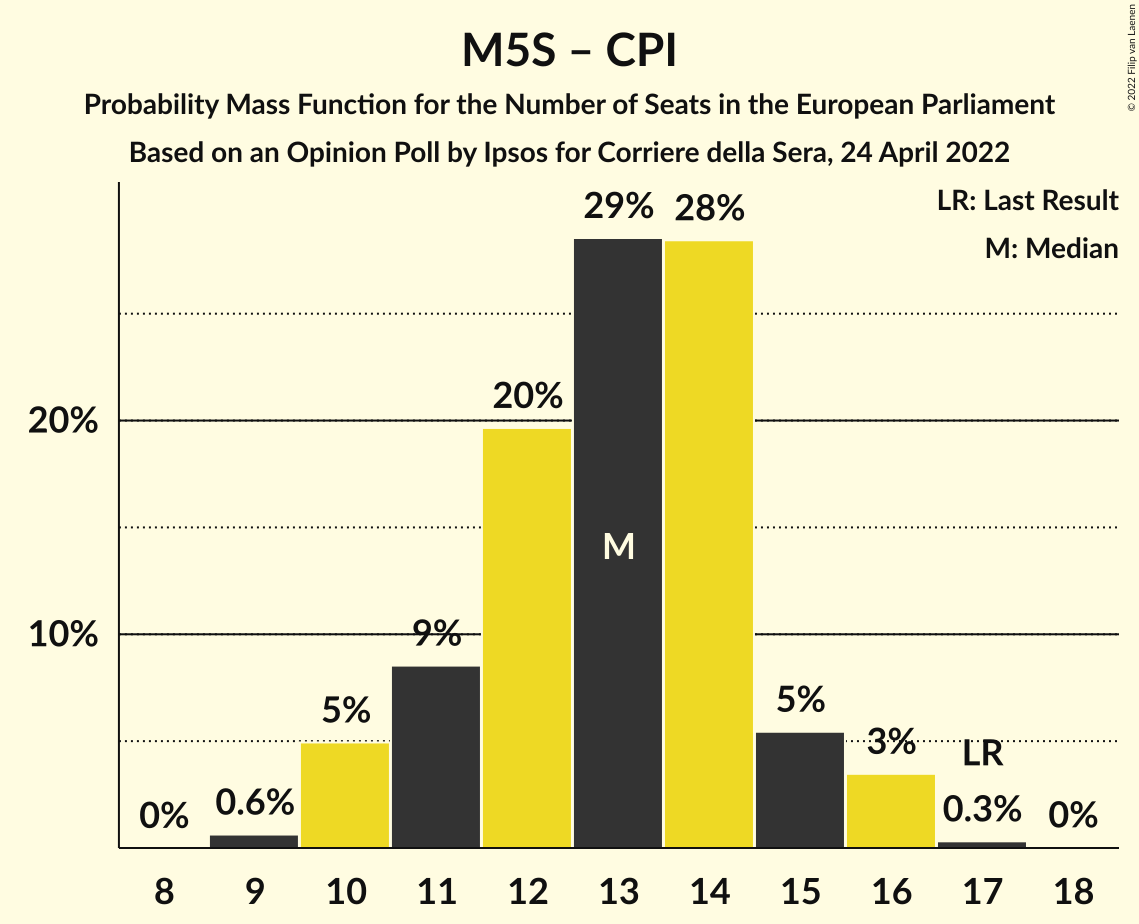 M5S – CPI
Probability Mass Function for the Number of Seats in the European Parliament
Based on an Opinion Poll by Ipsos for Corriere della Sera, 24 April 2022
© 2022 Filip van Laenen
LR: Last Result
M: Median
29%
28%
20%
20%
M
10%
9%
5%
5%
3%
LR
0%
0.6%
0.3%
0%
8 9 10 11 12 13 14 15 16 17 18